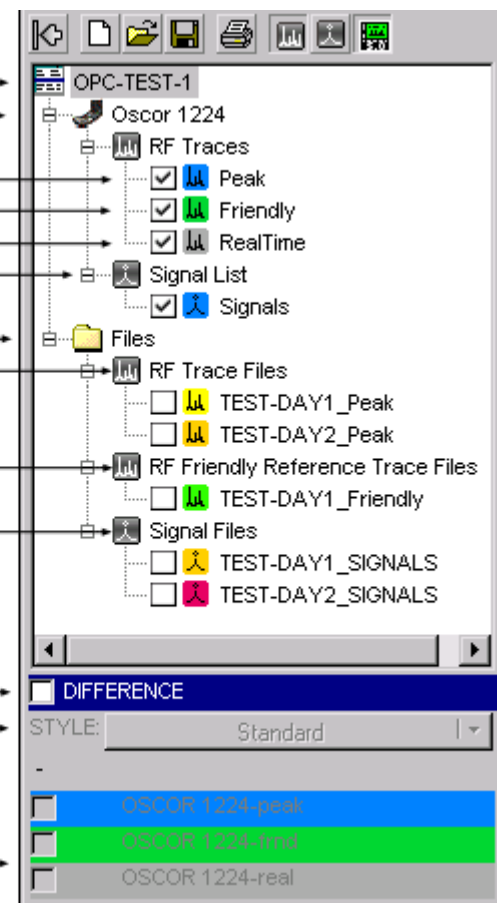 OPC-TEST-1
Oscor 1224
RF Traces
Peak
Friendly
RealTime
Signal List
Signals
Files
RF Trace Files
TEST-DAY1_Peak
TEST-DAY2_Peak
RF Friendly Reference Trace Files
TEST-DAY1_Friendly
Signal Files
TEST-DAY1_SIGNALS
TEST-DAY2_SIGNALS
DIFFERENCE
STYLE: Standard
-
OSCOR 1224-peak
OSCOR 1224-frnd
OSCOR 1224-real